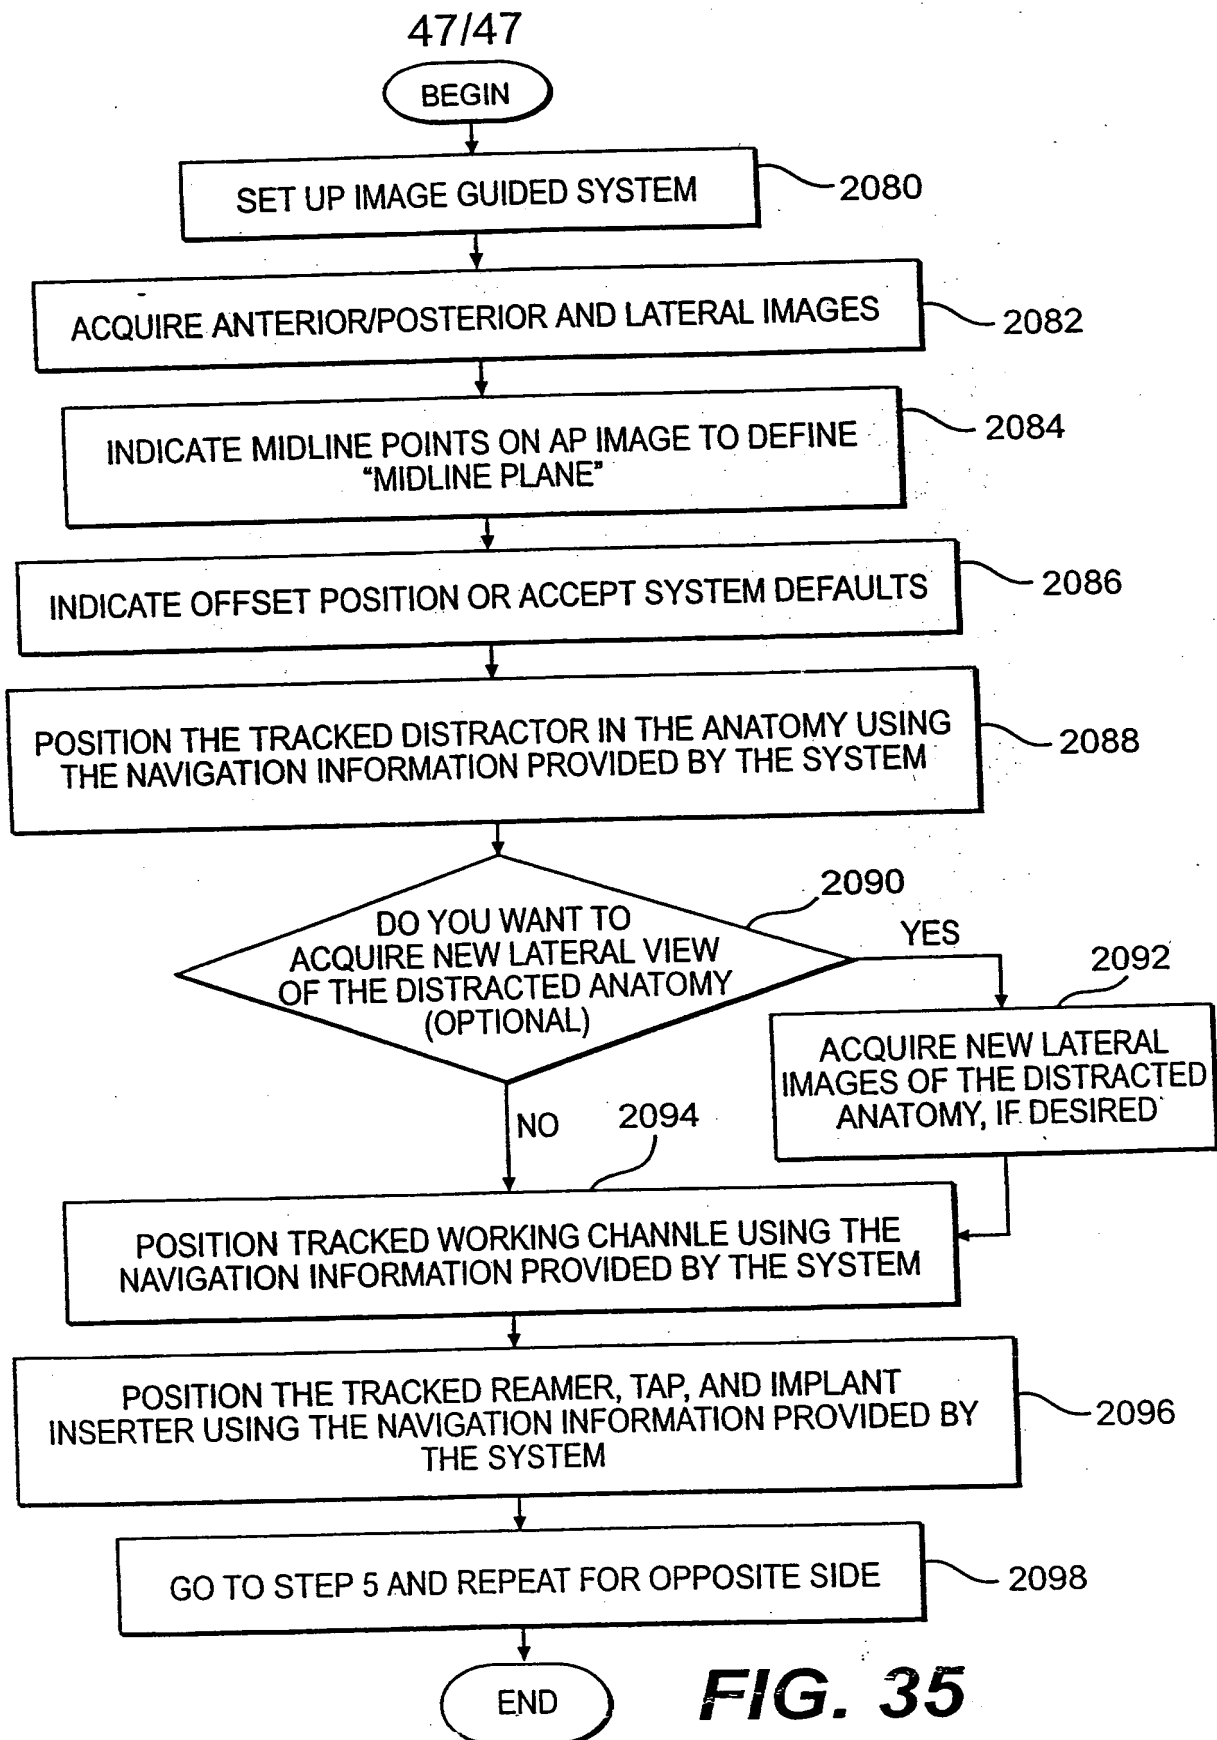 47/47
BEGIN
SET UP IMAGE GUIDED SYSTEM
2080
ACQUIRE ANTERIOR/POSTERIOR AND LATERAL IMAGES
2082
INDICATE MIDLINE POINTS ON AP IMAGE TO DEFINE
"MIDLINE PLANE"
2084
INDICATE OFFSET POSITION OR ACCEPT SYSTEM DEFAULTS
2086
POSITION THE TRACKED DISTRACTOR IN THE ANATOMY USING
THE NAVIGATION INFORMATION PROVIDED BY THE SYSTEM
2088
DO YOU WANT TO
ACQUIRE NEW LATERAL VIEW
OF THE DISTRACTED ANATOMY
(OPTIONAL)
2090
YES
2092
ACQUIRE NEW LATERAL
IMAGES OF THE DISTRACTED
ANATOMY, IF DESIRED
NO
2094
POSITION TRACKED WORKING CHANNLE USING THE
NAVIGATION INFORMATION PROVIDED BY THE SYSTEM
POSITION THE TRACKED REAMER, TAP, AND IMPLANT
INSERTER USING THE NAVIGATION INFORMATION PROVIDED BY
THE SYSTEM
2096
GO TO STEP 5 AND REPEAT FOR OPPOSITE SIDE
2098
END
FIG. 35